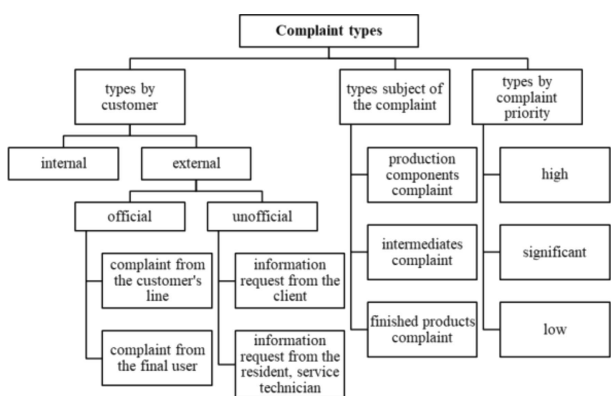 Complaint types
types by
customer
types subject of
the complaint
types by
complaint
priority
internal
external
official
unofficial
complaint from
the customer's
line
complaint from
the final user
information
request from the
client
information
request from the
resident, service
technician
production
components
complaint
intermediates
complaint
finished products
complaint
high
significant
low